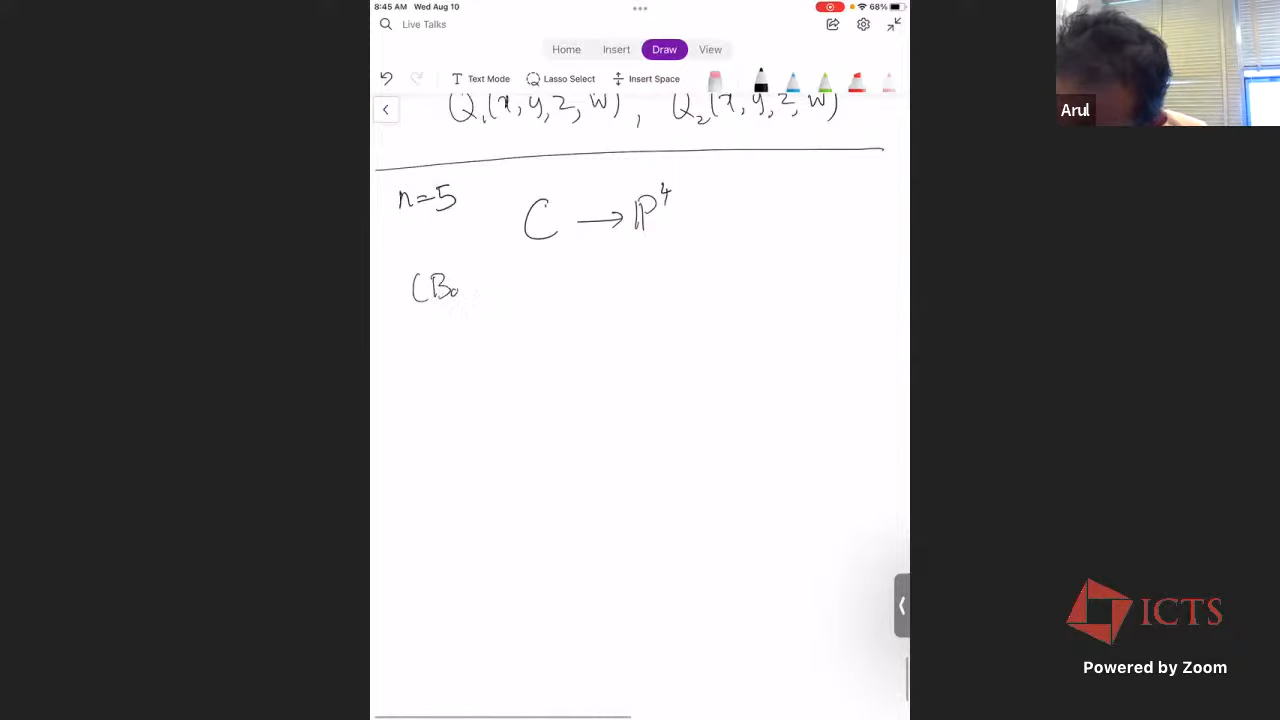 8:45 AM Wed Aug 10
68%
Live Talks
Home Insert Draw View
Text Mode Lasso Select Insert Space
Q₁(x, y, z, w), Q₂(x, y, z, w)
n=5
C → ℙ⁴
(Bo
Arul
ICTS
Powered by Zoom